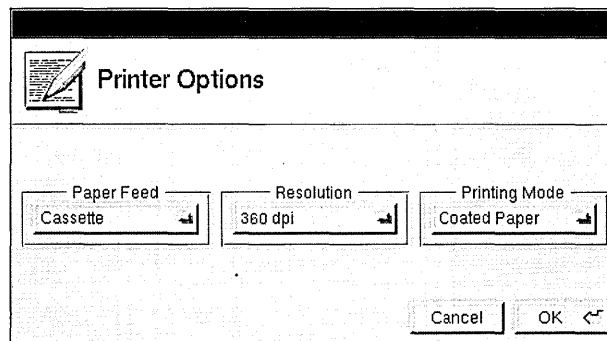 Printer Options
Paper Feed Resolution Printing Mode
Cassette 360 dpi Coated Paper
Cancel OK